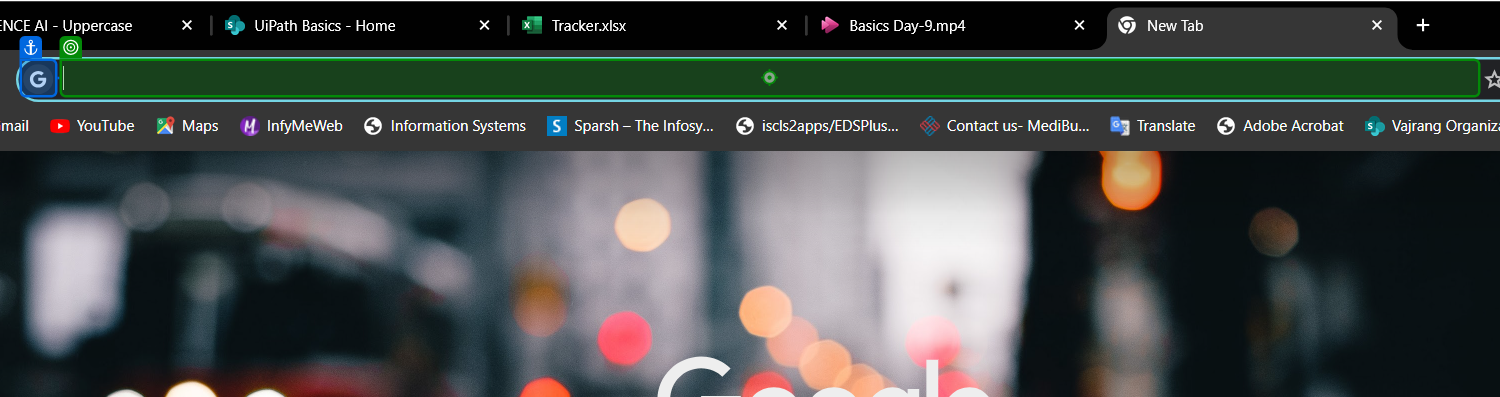 ENCE AI - Uppercase UiPath Basics - Home Tracker.xlsx Basics Day-9.mp4 New Tab
G
mail YouTube Maps InfyMeWeb Information Systems Sparsh – The Infosy... iscls2apps/EDSPlus... Contact us- MediBu... Translate Adobe Acrobat Vajrang Organiza
Google